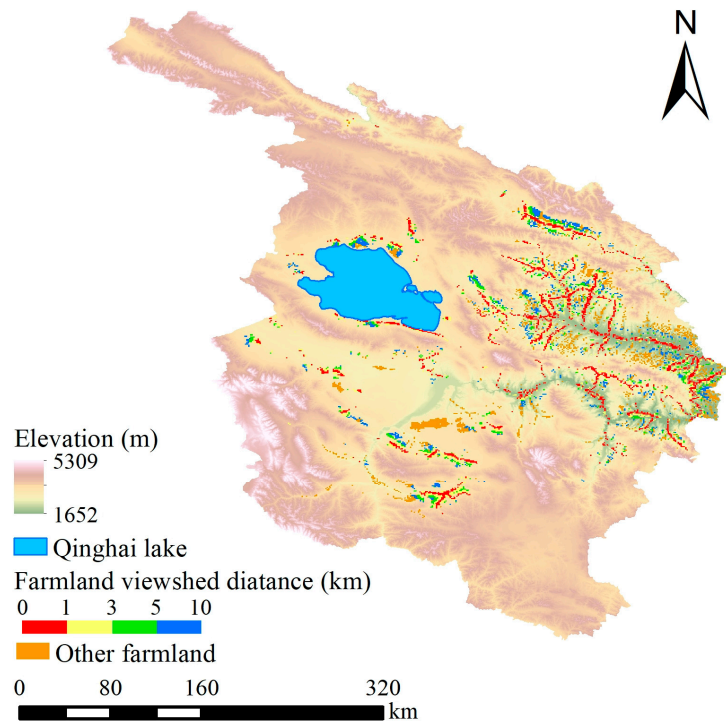 N
Elevation (m)
5309
1652
Qinghai lake
Farmland viewshed diatance (km)
0 1 3 5 10
Other farmland
0 80 160 320
km